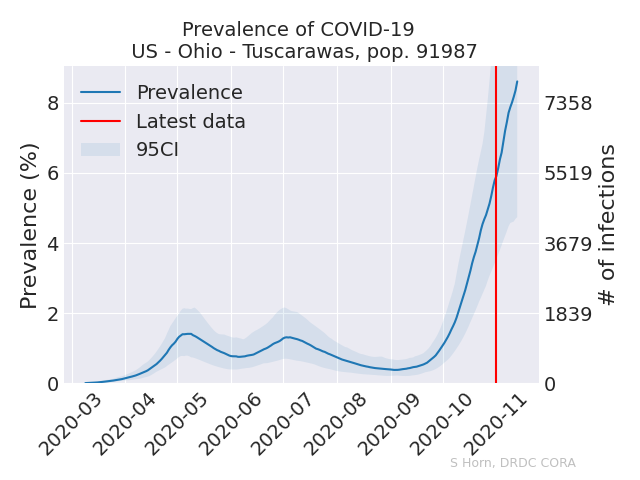 Prevalence of COVID-19
US - Ohio - Tuscarawas, pop. 91987
Prevalence
Latest data
95CI
Prevalence (%)
8
6
4
2
0
7358
5519
3679
1839
0
# of infections
2020-03
2020-04
2020-05
2020-06
2020-07
2020-08
2020-09
2020-10
2020-11
S Horn, DRDC CORA